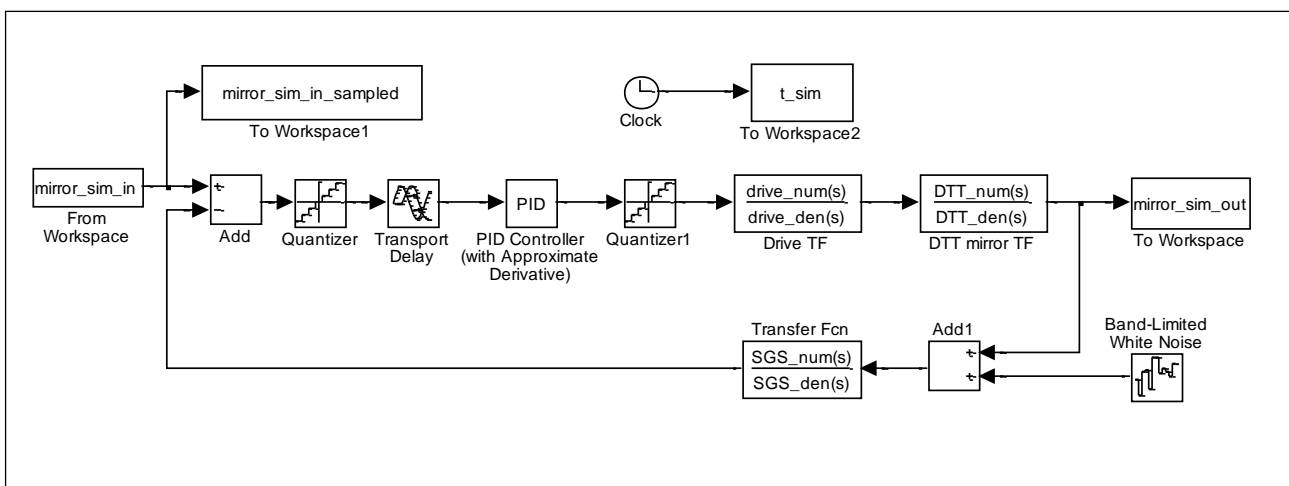 mirror_sim_in_sampled
To Workspace1
Clock
t_sim
To Workspace2
mirror_sim_in
From
Workspace
+
−
Add
Quantizer
Transport
Delay
PID
PID Controller
(with Approximate
Derivative)
Quantizer1
drive_num(s)
drive_den(s)
Drive TF
DTT_num(s)
DTT_den(s)
DTT mirror TF
mirror_sim_out
To Workspace
Transfer Fcn
SGS_num(s)
SGS_den(s)
Add1
+
+
Band-Limited
White Noise